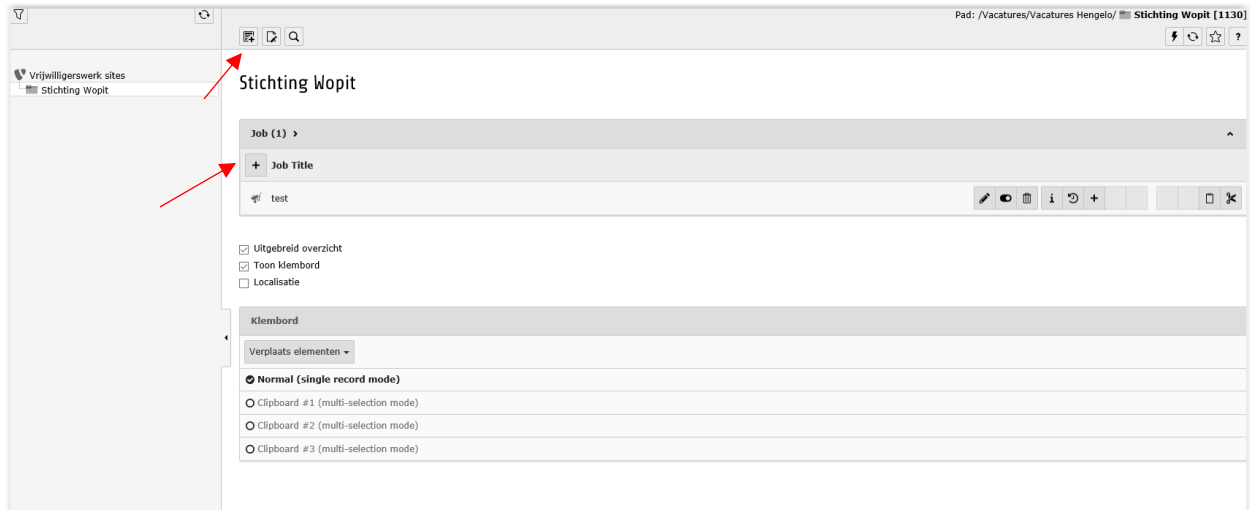 Pad: /Vacatures/Vacatures Hengelo/ Stichting Wopit [1130]
Vrijwilligerswerk sites
Stichting Wopit
Stichting Wopit
Job (1)
Job Title
test
Uitgebreid overzicht
Toon klembord
Localisatie
Klembord
Verplaats elementen
Normal (single record mode)
Clipboard #1 (multi-selection mode)
Clipboard #2 (multi-selection mode)
Clipboard #3 (multi-selection mode)